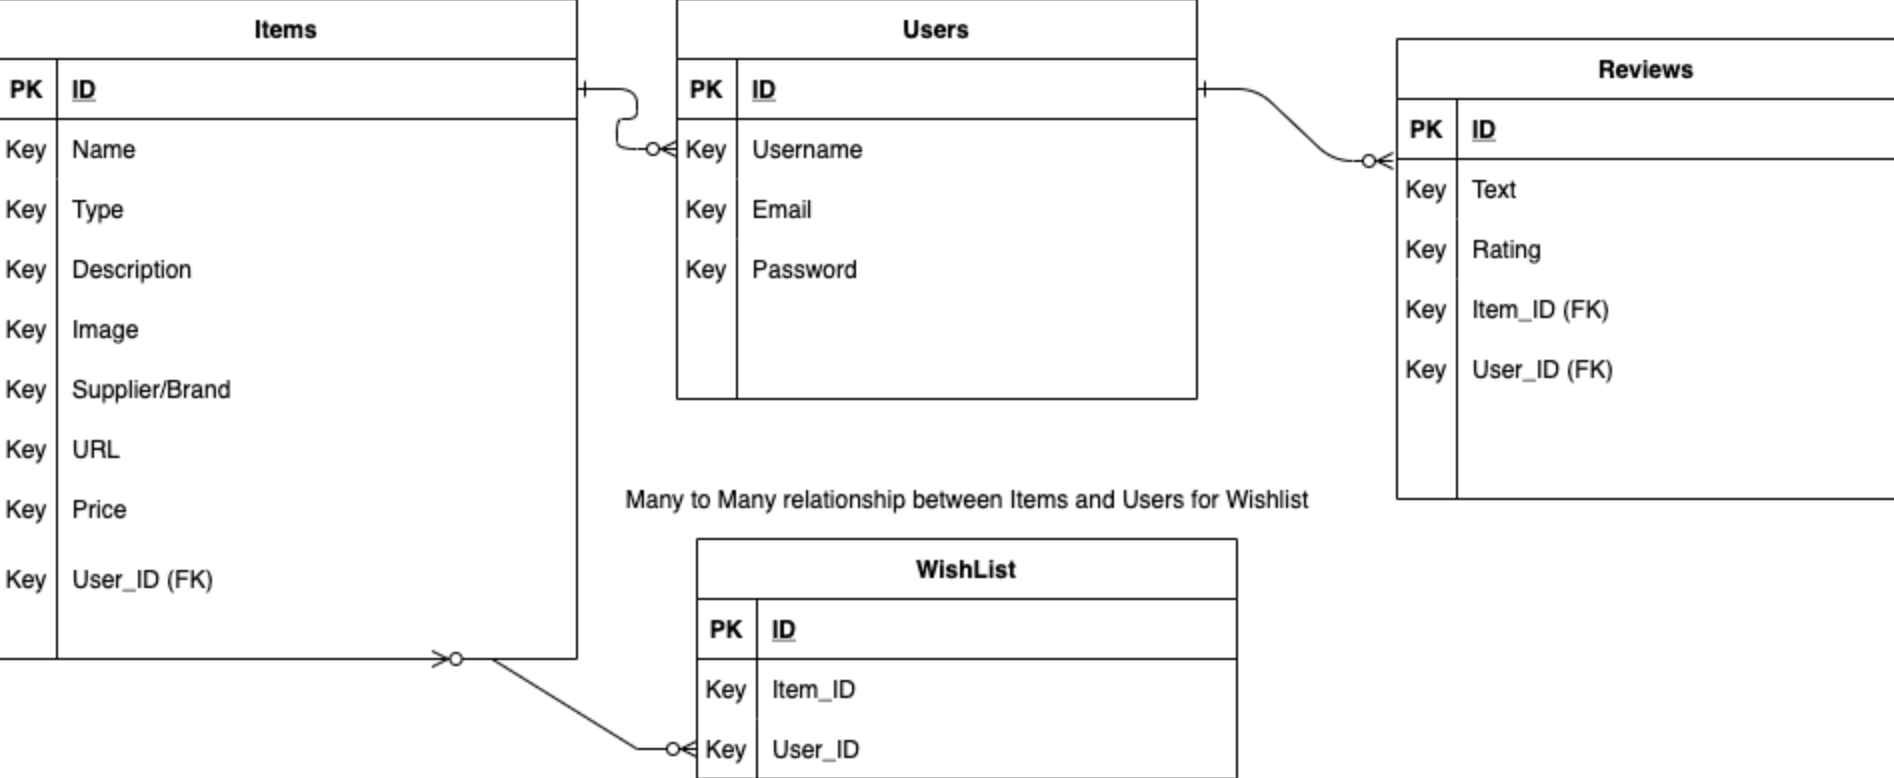 Items
PK ID
Key Name
Key Type
Key Description
Key Image
Key Supplier/Brand
Key URL
Key Price
Key User_ID (FK)
Users
PK ID
Key Username
Key Email
Key Password
Reviews
PK ID
Key Text
Key Rating
Key Item_ID (FK)
Key User_ID (FK)
Many to Many relationship between Items and Users for Wishlist
WishList
PK ID
Key Item_ID
Key User_ID